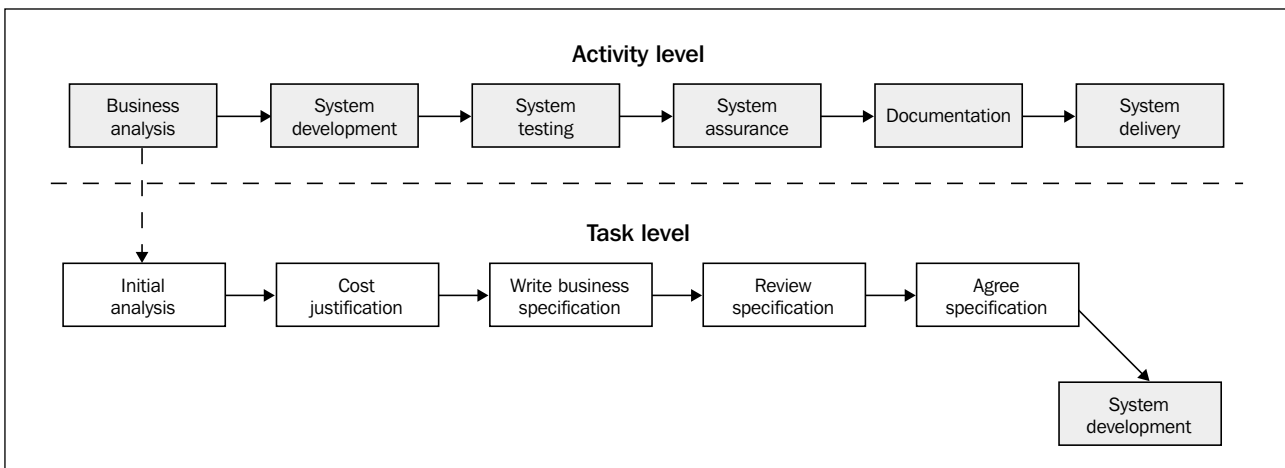 Activity level
Business
analysis
System
development
System
testing
System
assurance
Documentation
System
delivery
Task level
Initial
analysis
Cost
justification
Write business
specification
Review
specification
Agree
specification
System
development